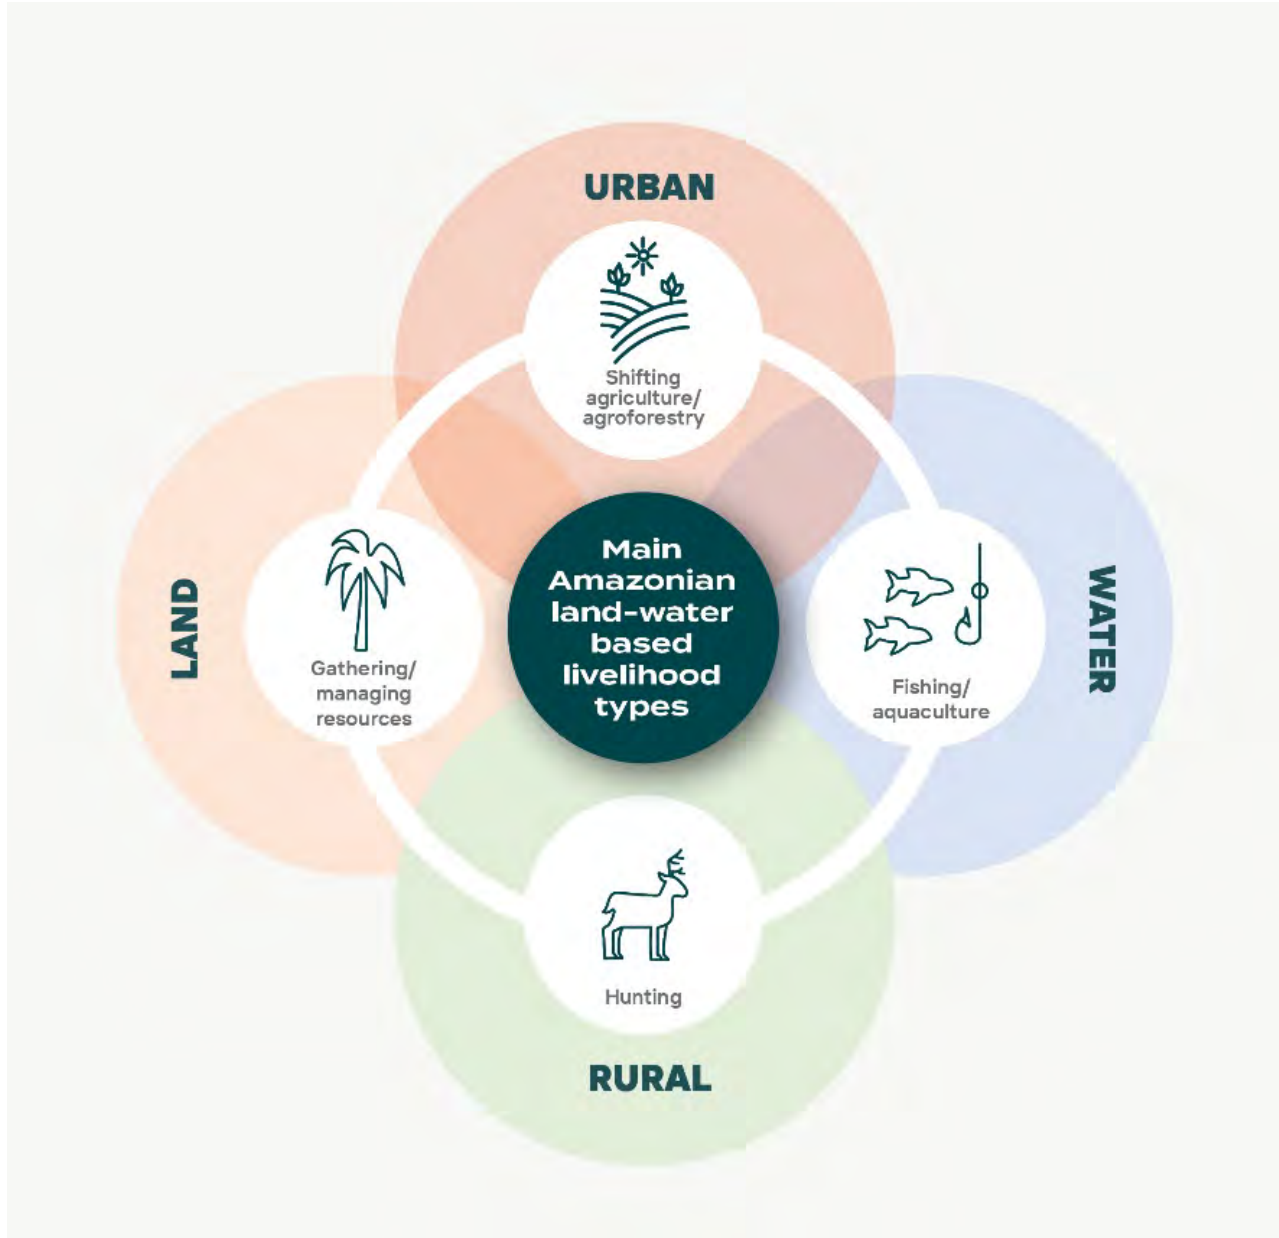 URBAN
Shifting
agriculture/
agroforestry
LAND
Gathering/
managing
resources
Main
Amazonian
land-water
based
livelihood
types
Fishing/
aquaculture
WATER
Hunting
RURAL